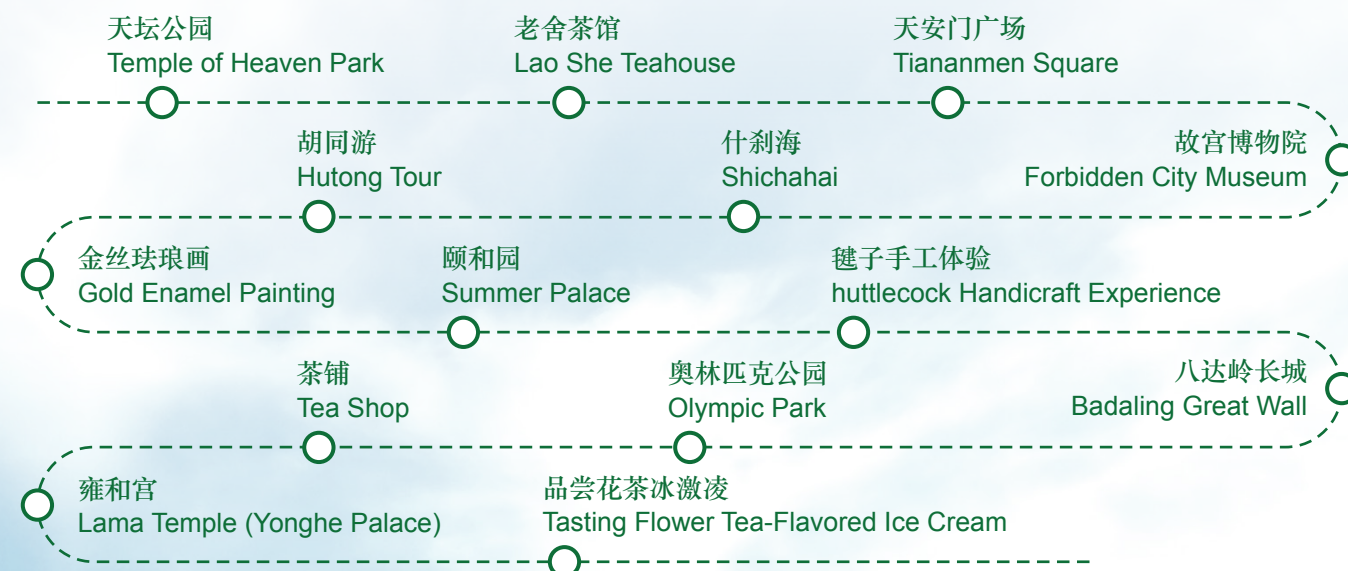 天坛公园
Temple of Heaven Park
老舍茶馆
Lao She Teahouse
天安门广场
Tiananmen Square
故宫博物院
Forbidden City Museum
什刹海
Shichahai
胡同游
Hutong Tour
金丝珐琅画
Gold Enamel Painting
颐和园
Summer Palace
毽子手工体验
huttlecock Handicraft Experience
八达岭长城
Badaling Great Wall
奥林匹克公园
Olympic Park
茶铺
Tea Shop
雍和宫
Lama Temple (Yonghe Palace)
品尝花茶冰激凌
Tasting Flower Tea-Flavored Ice Cream